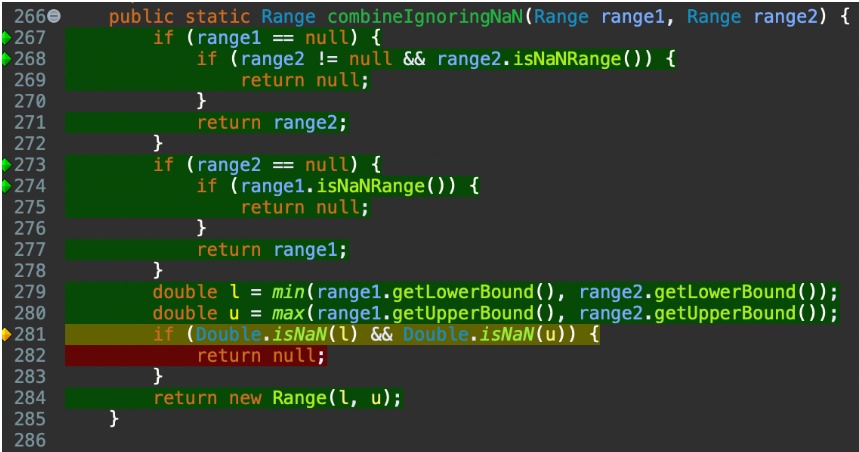 266 public static Range combineIgnoringNaN(Range range1, Range range2) {
267 if (range1 == null) {
268 if (range2 != null && range2.isNaNRange()) {
269 return null;
270 }
271 return range2;
272 }
273 if (range2 == null) {
274 if (range1.isNaNRange()) {
275 return null;
276 }
277 return range1;
278 }
279 double l = min(range1.getLowerBound(), range2.getLowerBound());
280 double u = max(range1.getUpperBound(), range2.getUpperBound());
281 if (Double.isNaN(l) && Double.isNaN(u)) {
282 return null;
283 }
284 return new Range(l, u);
285 }
286